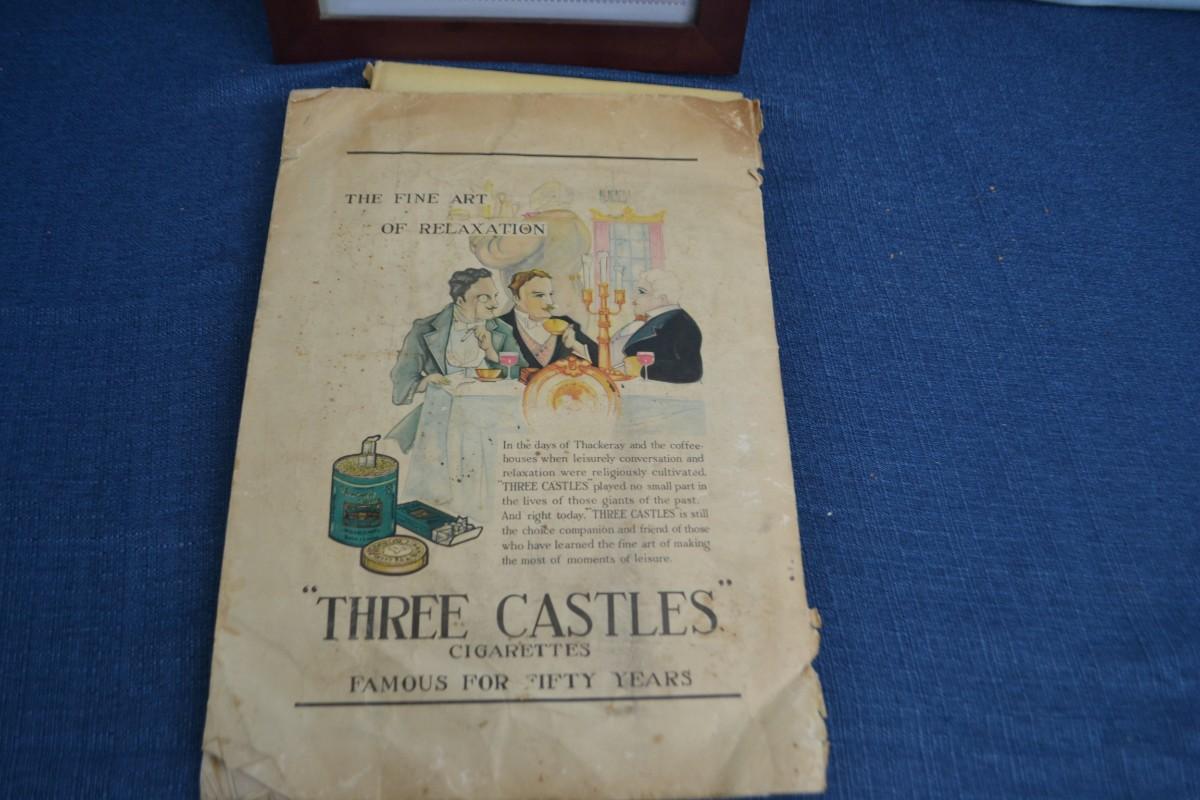 THE FINE ART
OF RELAXATION
In the days of Thackeray and the coffee-
houses when leisurely conversation and
relaxation were religiously cultivated,
"THREE CASTLES" played no small part in
the lives of those giants of the past.
And right today, "THREE CASTLES" is still
the choice companion and friend of those
who have learned the fine art of making
the most of moments of leisure.
"THREE CASTLES"
CIGARETTES
FAMOUS FOR FIFTY YEARS